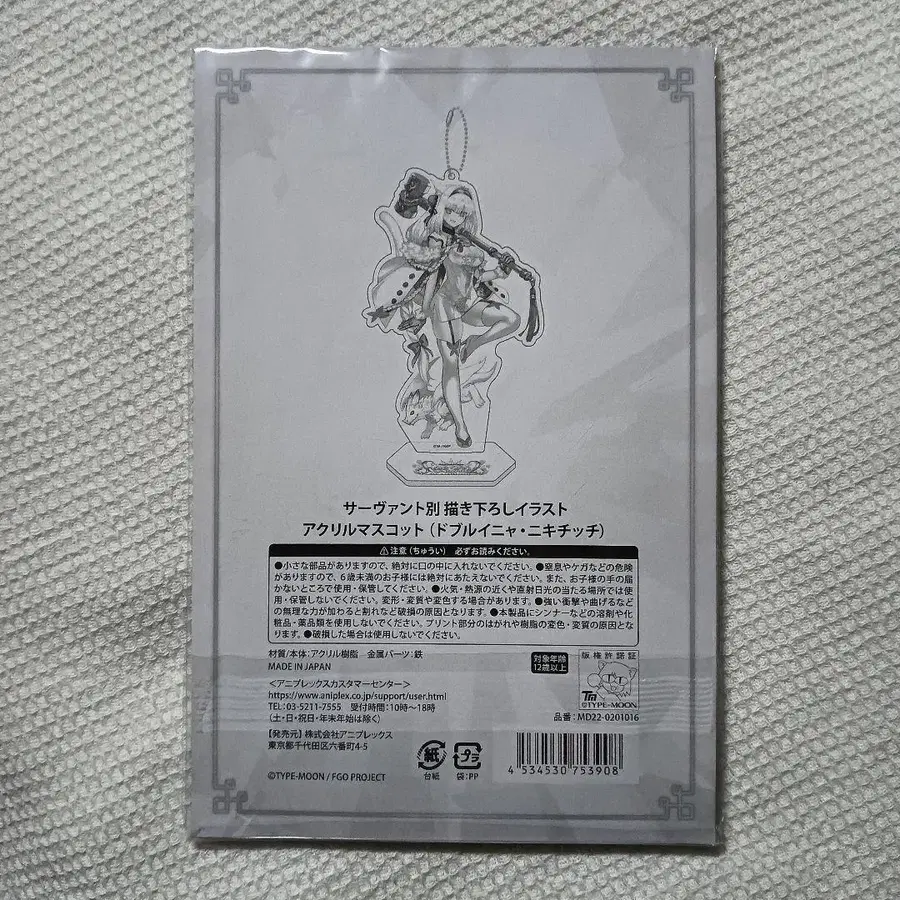 サーヴァント別 描き下ろしイラスト
アクリルマスコット(ドブルイニャ・ニキチッチ)
⚠注意(ちゅうい) 必ずお読みください。
●小さな部品がありますので、絶対に口の中に入れないでください。●窒息やケガなどの危険
がありますので、6歳未満のお子様には絶対にあたえないでください。また、お子様の手の届
かないところで使用・保管してください。●火気・熱源の近くや直射日光の当たる場所では使
用・保管しないでください。変形・変質や変色する場合があります。●強い衝撃や曲げるなど
の無理な力が加わると割れなど破損の原因となります。●本製品にシンナーなどの溶剤や化
粧品・薬品類を使用しないでください。プリント部分のはがれや樹脂の変色・変質の原因とな
ります。●破損した場合は使用しないでください。
材質/本体:アクリル樹脂 金属パーツ:鉄
MADE IN JAPAN
対象年齢
12歳以上
版権許諾証
TM
©TYPE-MOON
<アニプレックスカスタマーセンター>
https://www.aniplex.co.jp/support/user.html
TEL:03-5211-7555 受付時間:10時~18時
(土・日・祝日・年末年始は除く)
品番:MD22-0201016
【発売元】株式会社アニプレックス
東京都千代田区六番町4-5
©TYPE-MOON / FGO PROJECT
紙
台紙
プラ
袋:PP
4 534530 753908